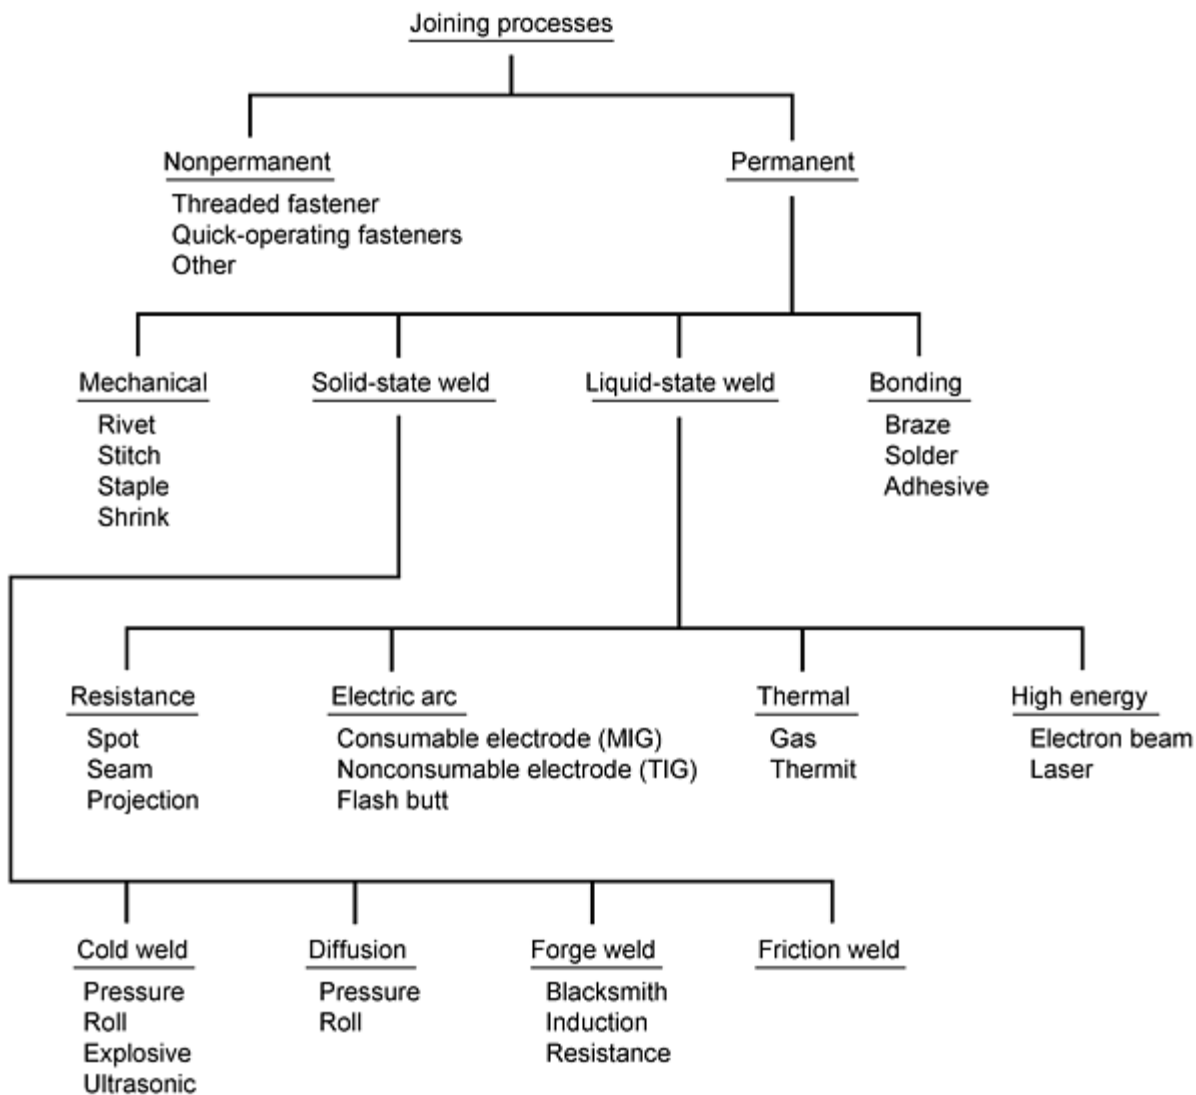 Joining processes
Nonpermanent
Threaded fastener
Quick-operating fasteners
Other
Permanent
Mechanical
Rivet
Stitch
Staple
Shrink
Solid-state weld
Liquid-state weld
Bonding
Braze
Solder
Adhesive
Resistance
Spot
Seam
Projection
Electric arc
Consumable electrode (MIG)
Nonconsumable electrode (TIG)
Flash butt
Thermal
Gas
Thermit
High energy
Electron beam
Laser
Cold weld
Pressure
Roll
Explosive
Ultrasonic
Diffusion
Pressure
Roll
Forge weld
Blacksmith
Induction
Resistance
Friction weld